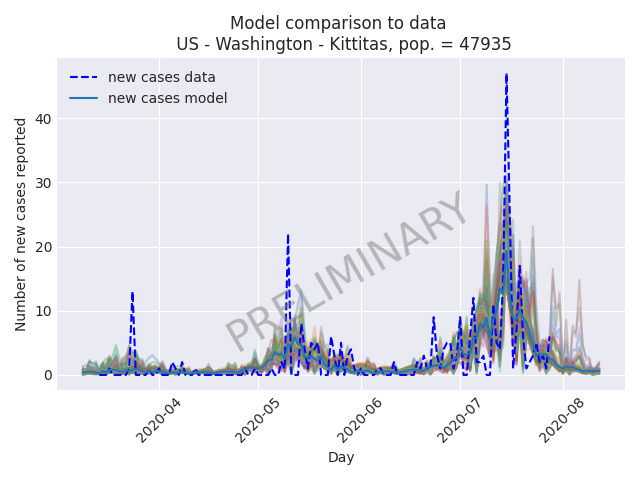 Model comparison to data
US - Washington - Kittitas, pop. = 47935
new cases data
new cases model
PRELIMINARY
Number of new cases reported
40
30
20
10
0
2020-04
2020-05
2020-06
2020-07
2020-08
Day